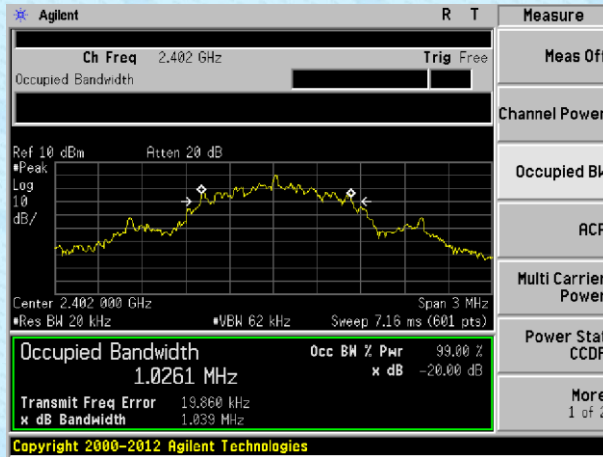 Agilent R T Measure
Ch Freq 2.402 GHz Trig Free
Occupied Bandwidth
Meas Off
Channel Power
Ref 10 dBm Atten 20 dB
#Peak
Log
10
dB/
Occupied BW
ACP
Multi Carrier
Power
Center 2.402 000 GHz Span 3 MHz
#Res BW 20 kHz #VBW 62 kHz Sweep 7.16 ms (601 pts)
Occupied Bandwidth Occ BW % Pwr 99.00 %
1.0261 MHz x dB -20.00 dB
Power Stat
CCDF
Transmit Freq Error 19.860 kHz
x dB Bandwidth 1.039 MHz
More
1 of 2
Copyright 2000-2012 Agilent Technologies